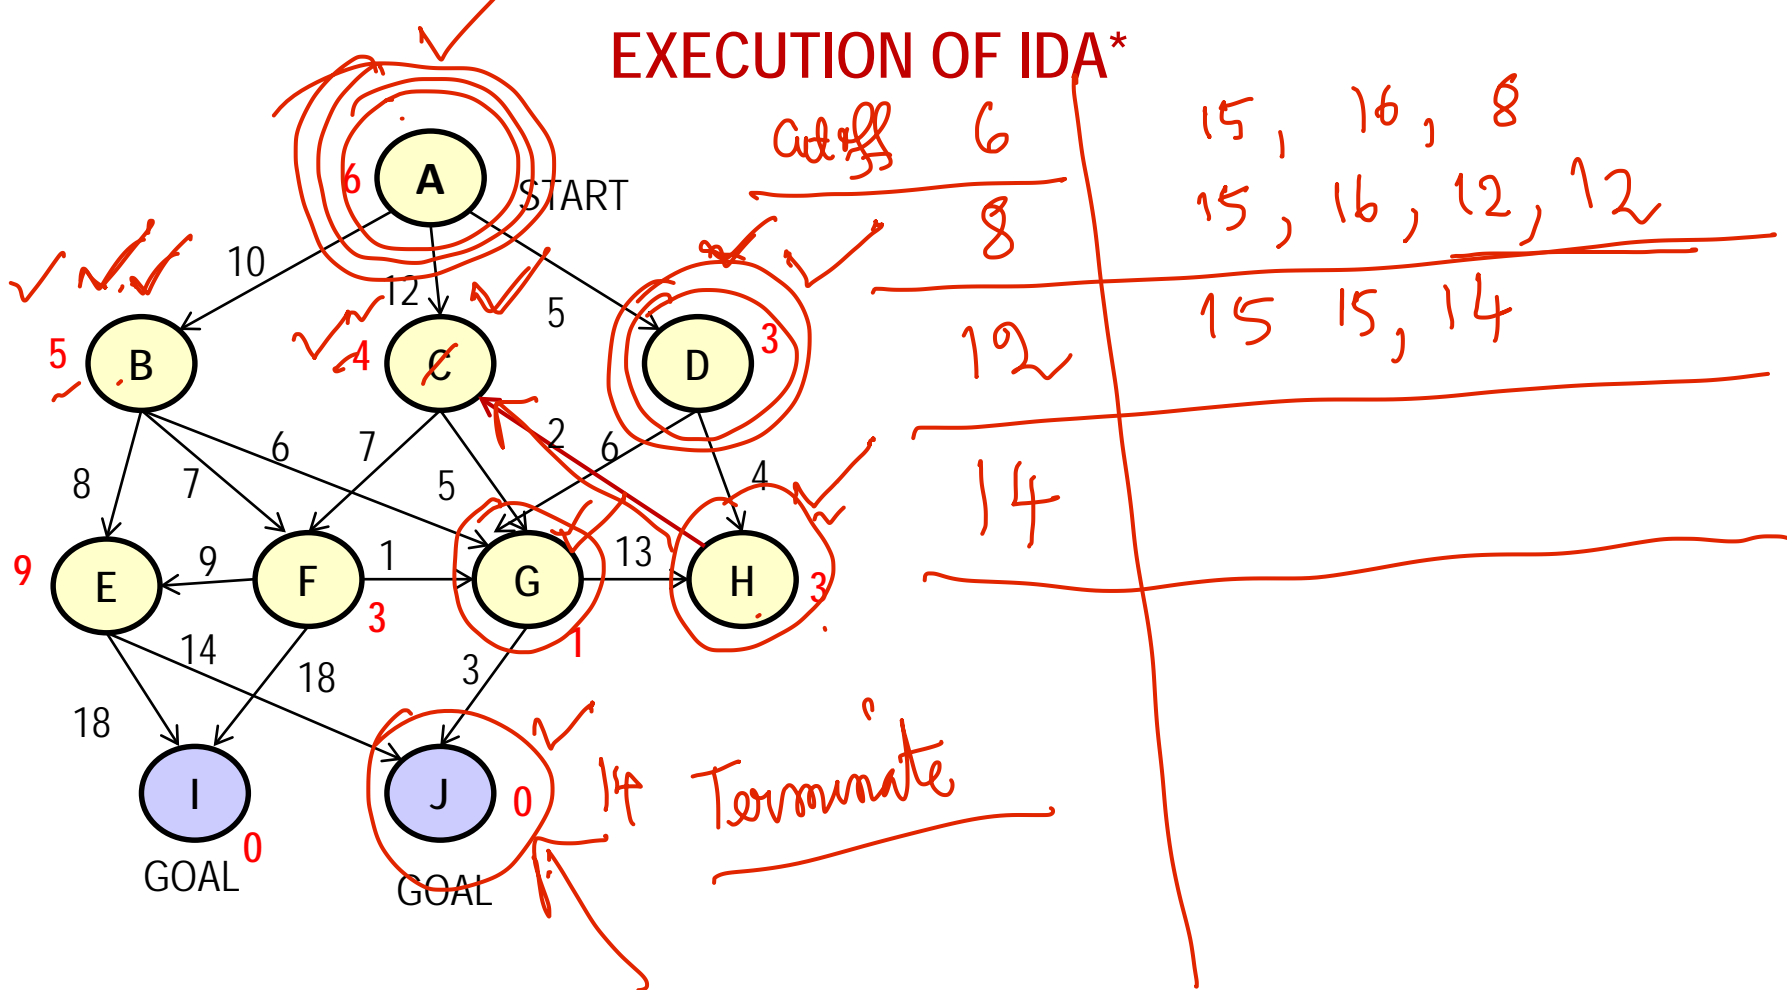 EXECUTION OF IDA*
Cutoff 6
15, 16, 8
8
15, 16, 12, 12
12
15 15, 14
14
6 A
START
10 12 5
5 B
4 C
D 3
8 7 6 7 5 2 6 4
9 E
9
F 3
1
G 1
13
H 3
14
18
3
18
I 0
J 0
14 Terminate
GOAL
GOAL